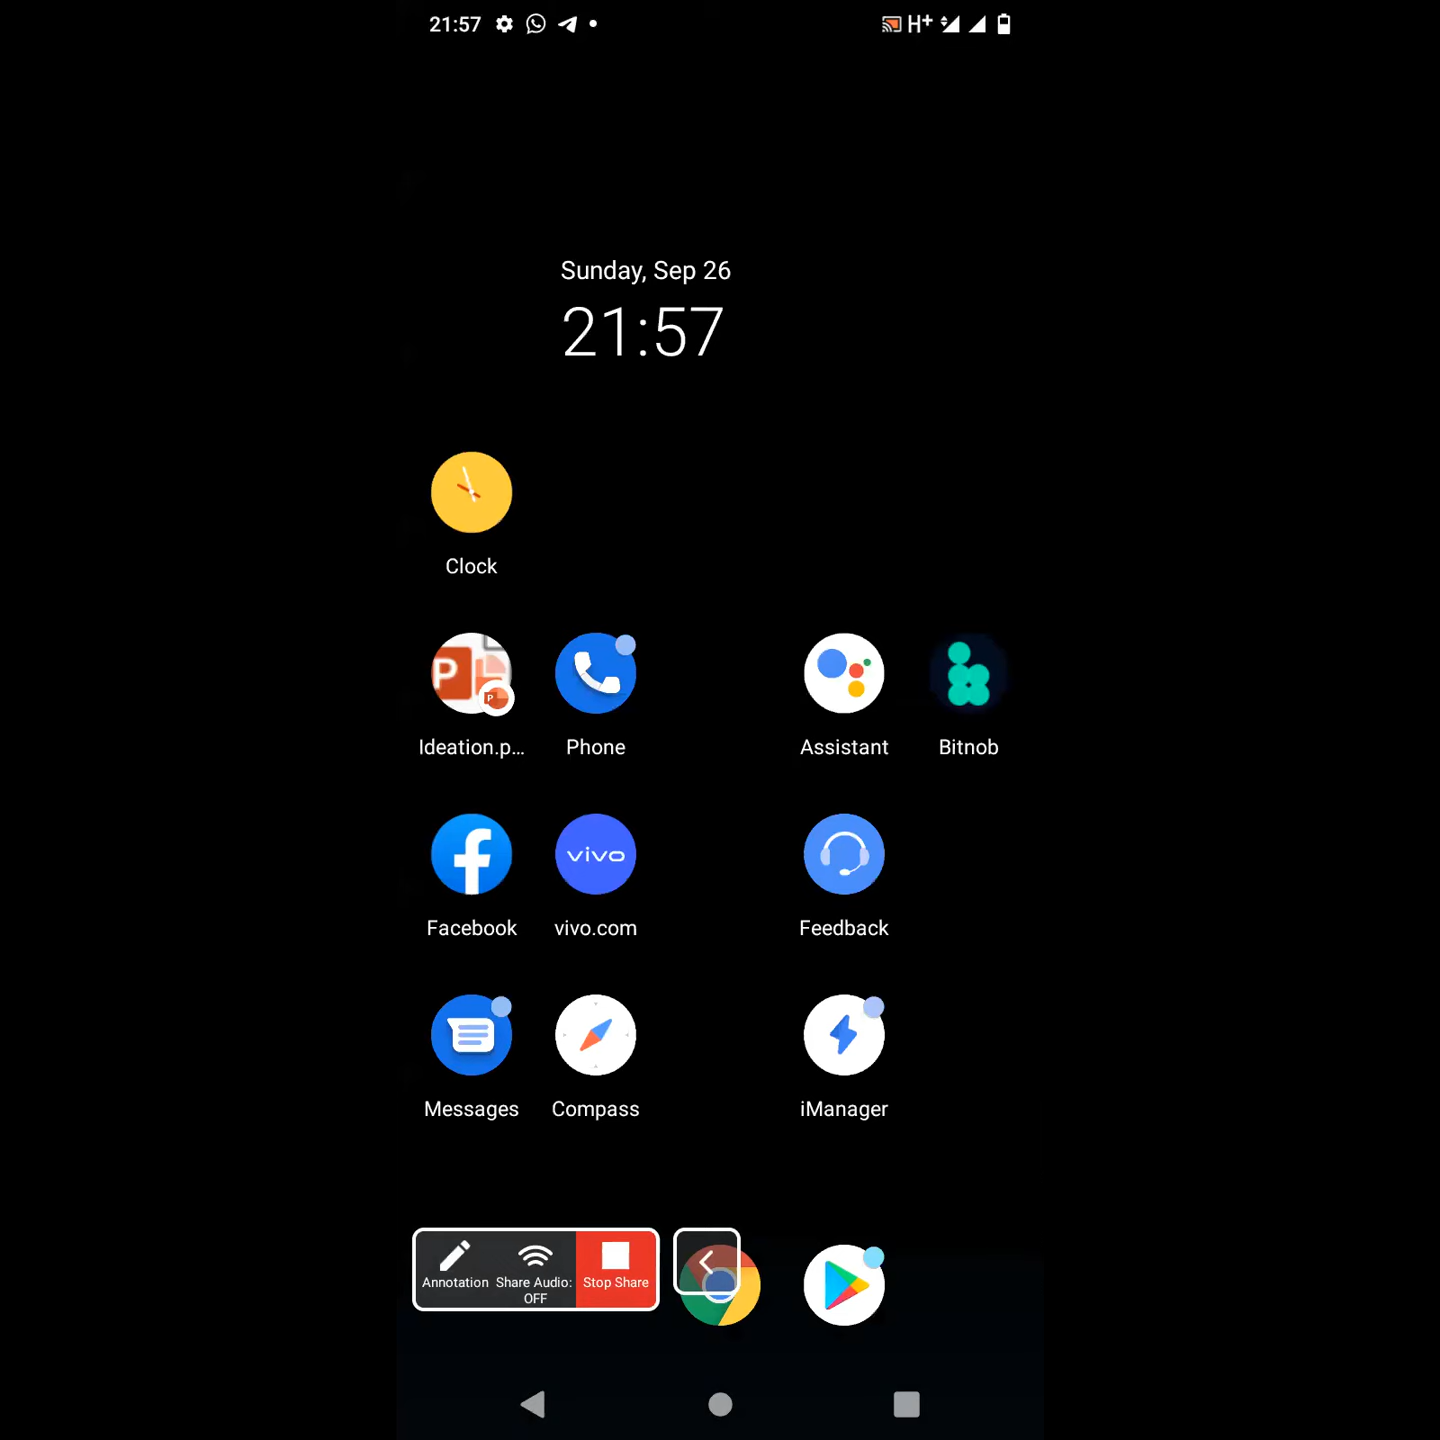 21:57
H+
Sunday, Sep 26
21:57
Clock
P
P
Ideation.p...
Phone
Assistant
Bitnob
vivo
Facebook
vivo.com
Feedback
Messages
Compass
iManager
Annotation
Share Audio:
OFF
Stop Share